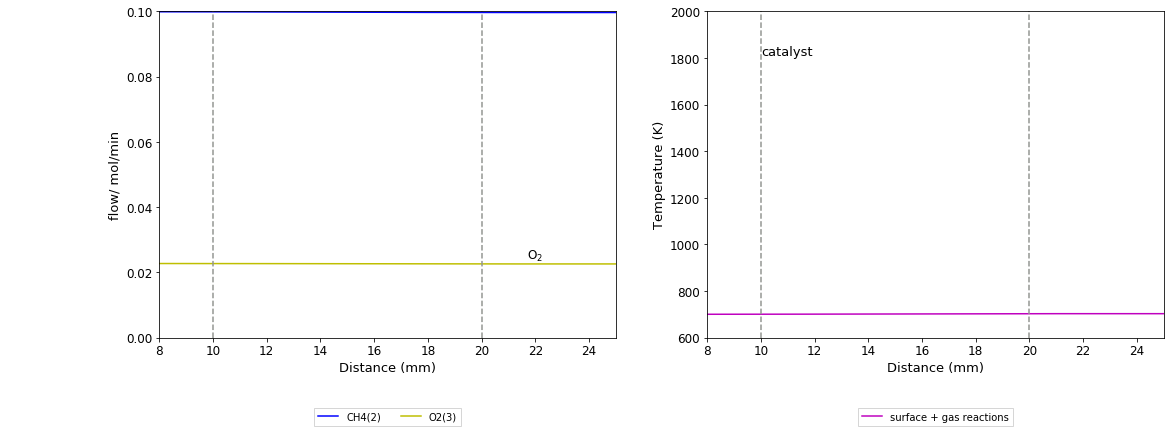 0.10
0.08
0.06
0.04
0.02
0.00
flow/ mol/min
O₂
8 10 12 14 16 18 20 22 24
Distance (mm)
CH4(2) O2(3)
2000
1800
1600
1400
1200
1000
800
600
Temperature (K)
catalyst
8 10 12 14 16 18 20 22 24
Distance (mm)
surface + gas reactions